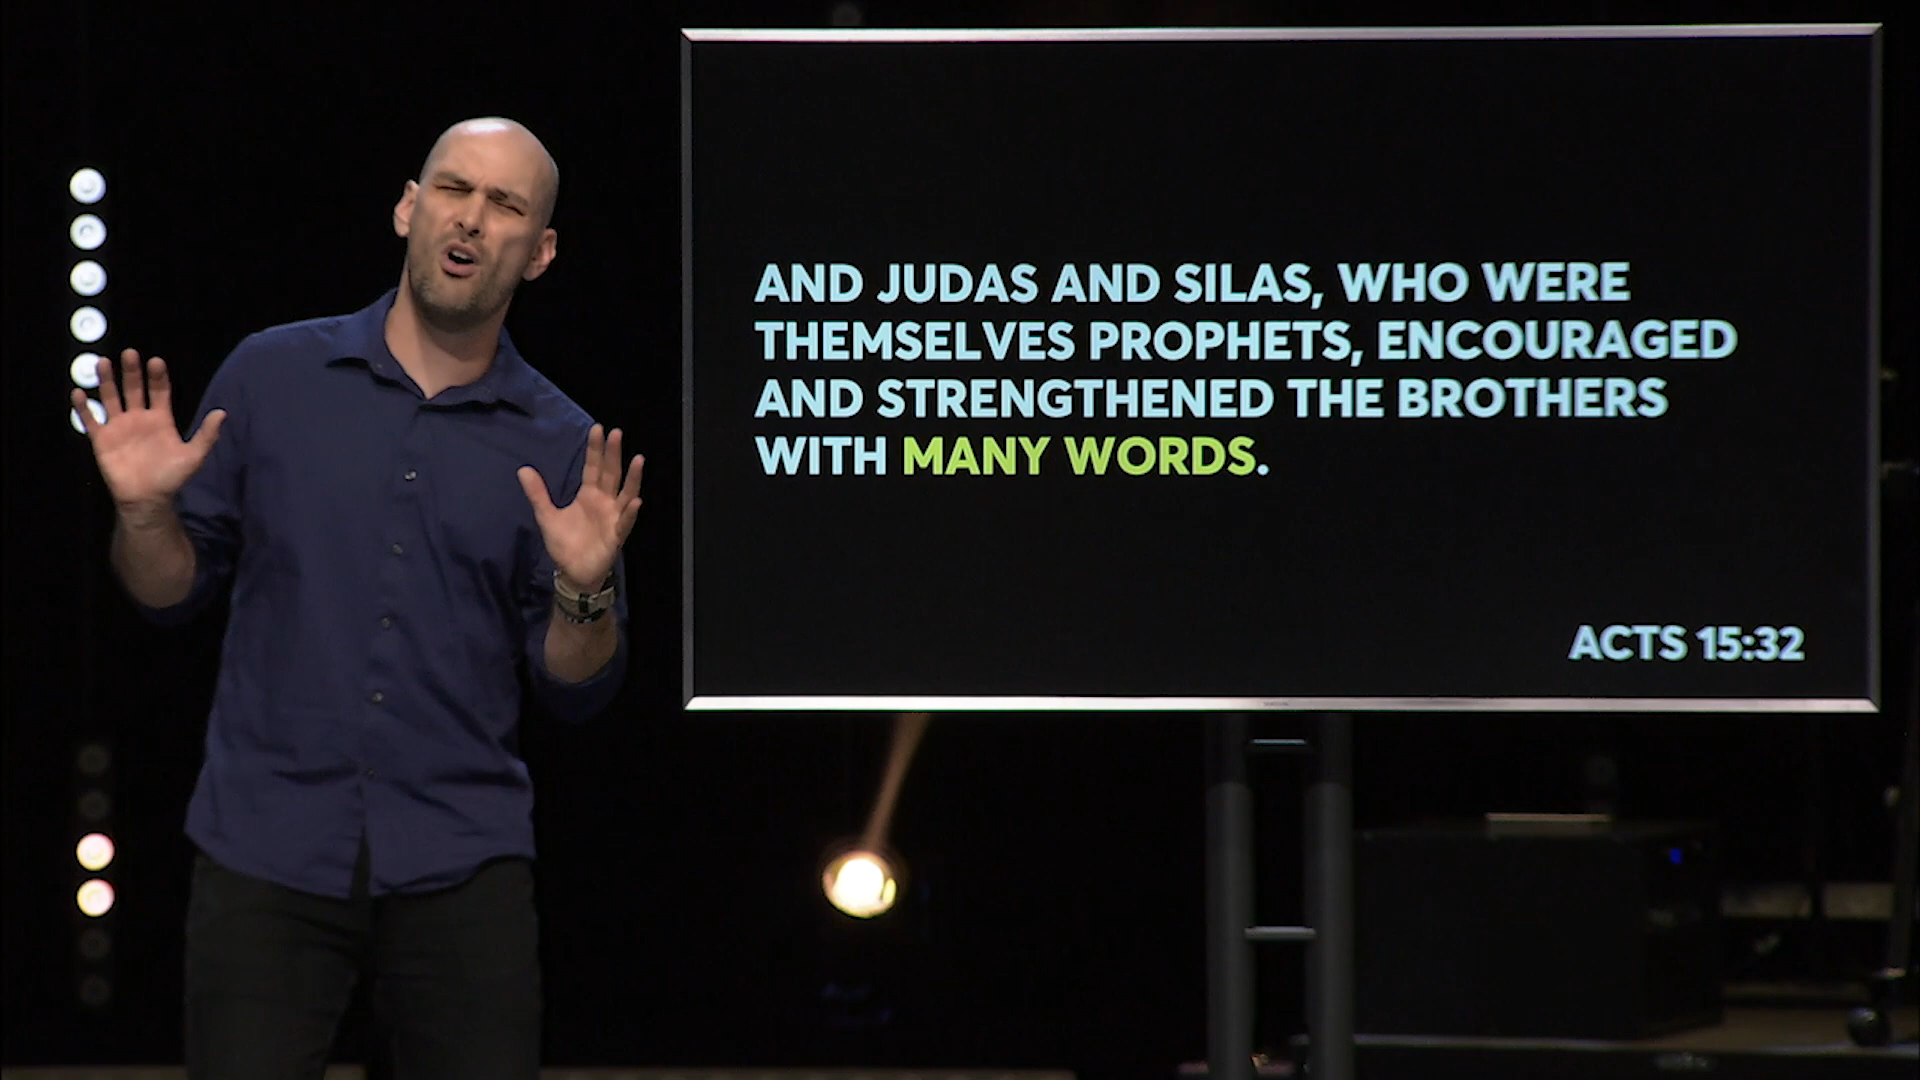 AND JUDAS AND SILAS, WHO WERE
THEMSELVES PROPHETS, ENCOURAGED
AND STRENGTHENED THE BROTHERS
WITH MANY WORDS.
ACTS 15:32